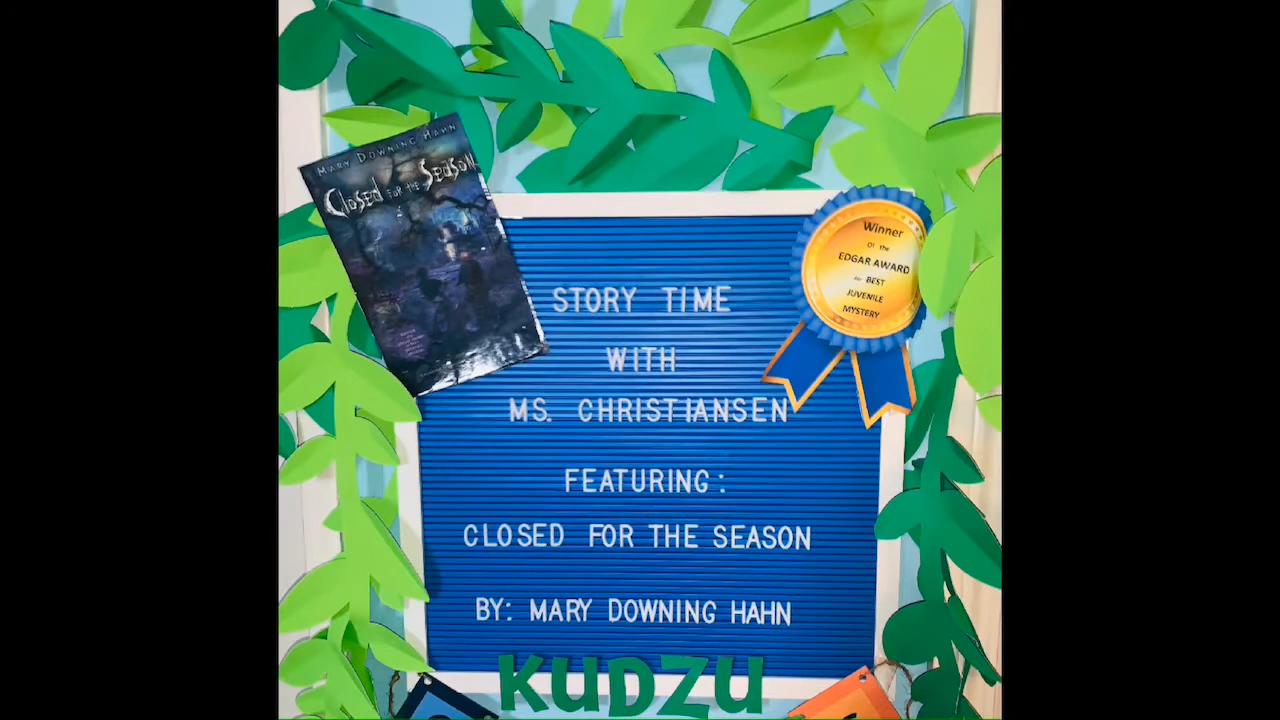 MARY DOWNING HAHN
CLOSED FOR THE SEASON
Winner
Of the
EDGAR AWARD
for BEST
JUVENILE
MYSTERY
STORY TIME
WITH
MS. CHRISTIANSEN
FEATURING:
CLOSED FOR THE SEASON
BY: MARY DOWNING HAHN
KUDZU